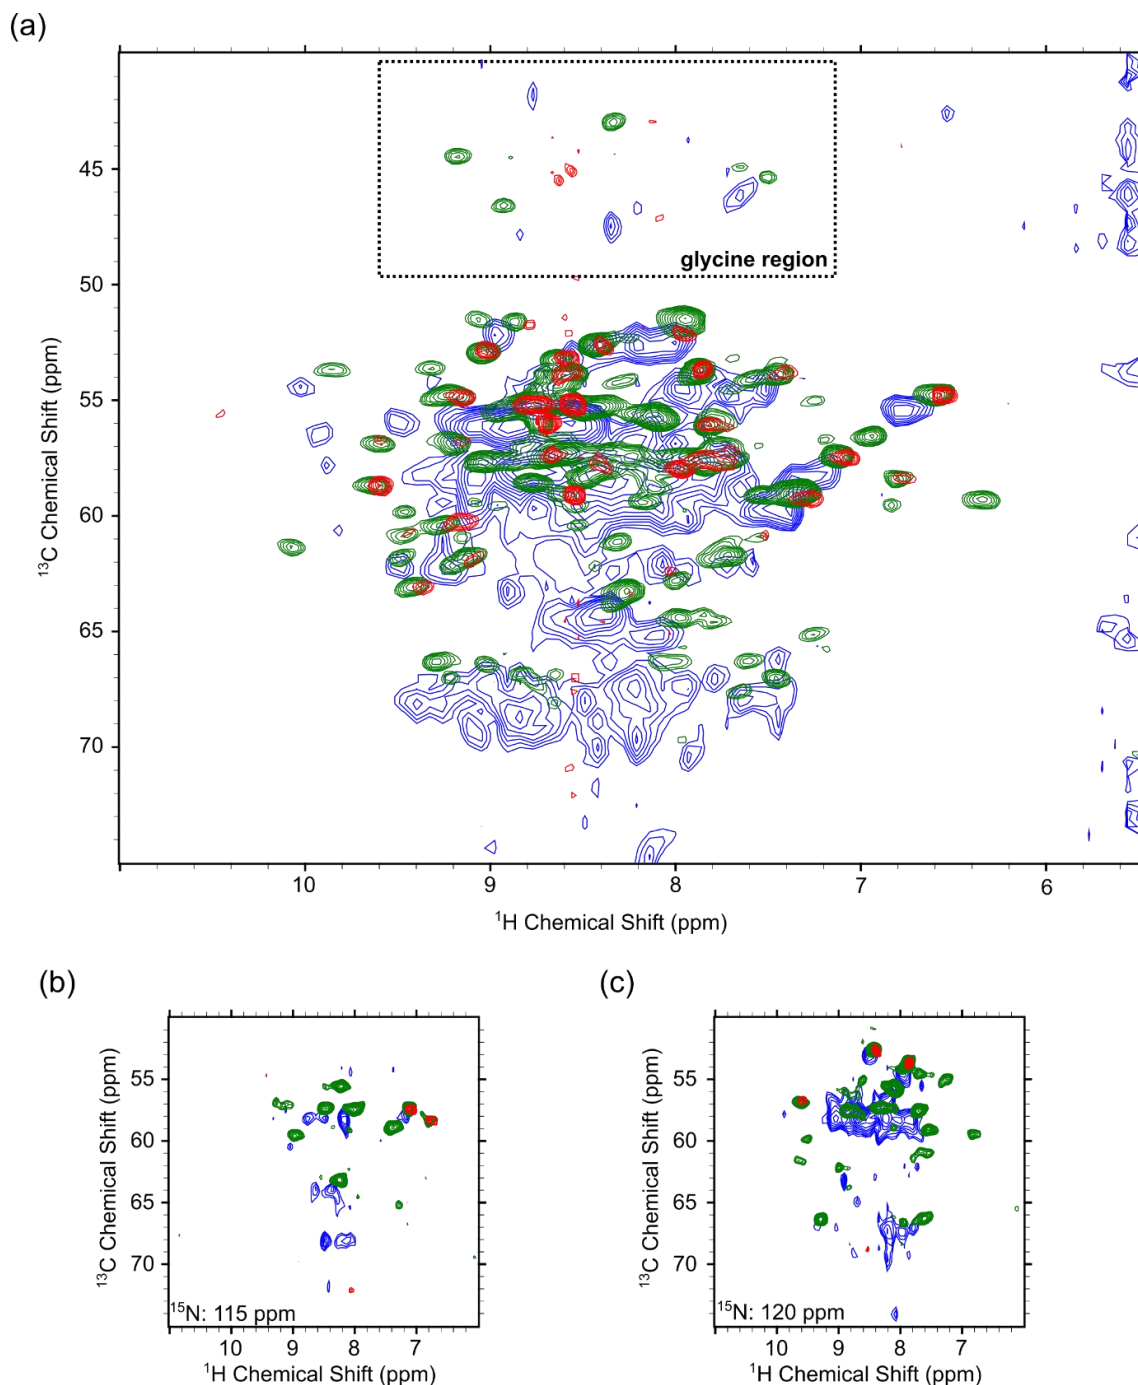 (a)
¹³C Chemical Shift (ppm)
45
50
55
60
65
70
glycine region
10 9 8 7 6
¹H Chemical Shift (ppm)
(b)
¹³C Chemical Shift (ppm)
55
60
65
70
¹⁵N: 115 ppm
10 9 8 7
¹H Chemical Shift (ppm)
(c)
¹³C Chemical Shift (ppm)
55
60
65
70
¹⁵N: 120 ppm
10 9 8 7
¹H Chemical Shift (ppm)